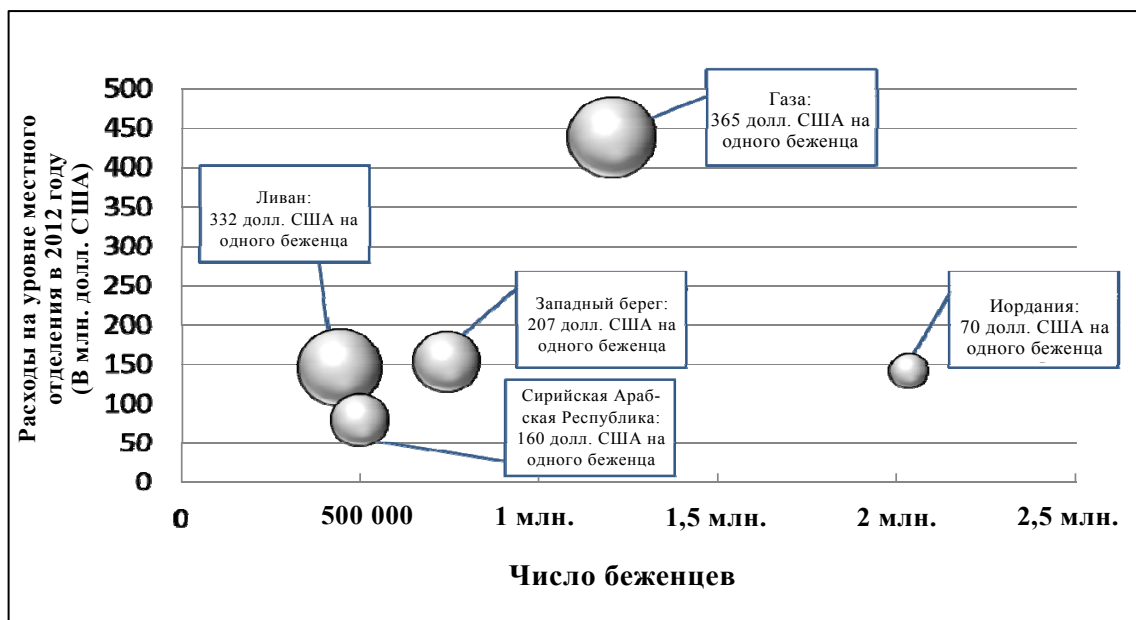 Расходы на уровне местного
отделения в 2012 году
(В млн. долл. США)
500
450
400
350
300
250
200
150
100
50
0
Газа:
365 долл. США на
одного беженца
Ливан:
332 долл. США на
одного беженца
Западный берег:
207 долл. США на
одного беженца
Иордания:
70 долл. США на
одного беженца
Сирийская Араб-
ская Республика:
160 долл. США на
одного беженца
0 500 000 1 млн. 1,5 млн. 2 млн. 2,5 млн.
Число беженцев